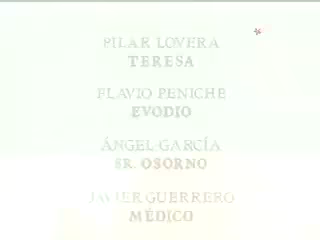 PILAR LOVERA
TERESA
FLAVIO PENICHE
EVODIO
ÁNGEL GARCÍA
SR. OSORNO
JAVIER GUERRERO
MÉDICO